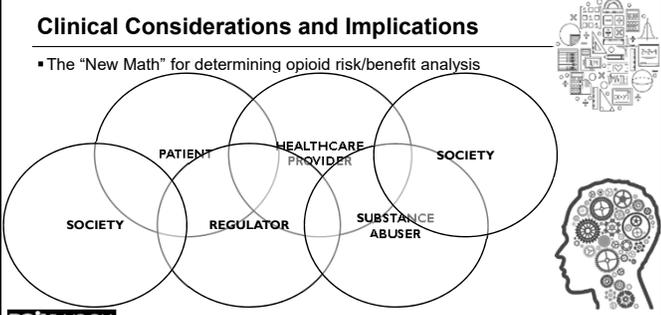 Clinical Considerations and Implications
▪ The “New Math” for determining opioid risk/benefit analysis
PATIENT
HEALTHCARE
PROVIDER
SOCIETY
SOCIETY
REGULATOR
SUBSTANCE
ABUSER